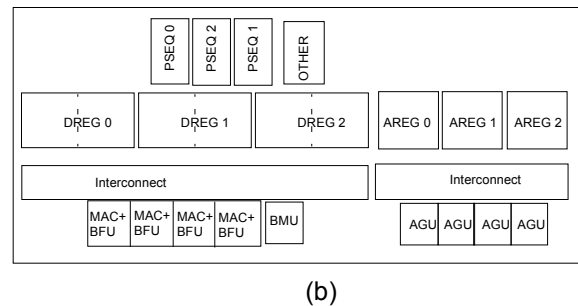 PSEQ 0
PSEQ 2
PSEQ 1
OTHER
DREG 0
DREG 1
DREG 2
AREG 0
AREG 1
AREG 2
Interconnect
Interconnect
MAC+
BFU
MAC+
BFU
MAC+
BFU
MAC+
BFU
BMU
AGU
AGU
AGU
AGU
(b)